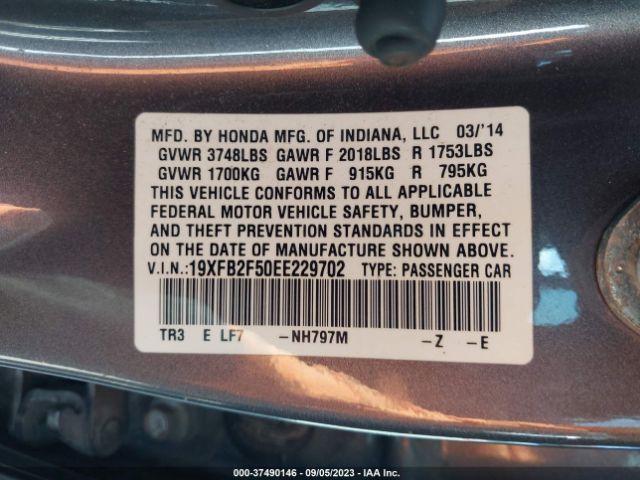 MFD. BY HONDA MFG. OF INDIANA, LLC 03/'14
GVWR 3748LBS GAWR F 2018LBS R 1753LBS
GVWR 1700KG GAWR F 915KG R 795KG
THIS VEHICLE CONFORMS TO ALL APPLICABLE
FEDERAL MOTOR VEHICLE SAFETY, BUMPER,
AND THEFT PREVENTION STANDARDS IN EFFECT
ON THE DATE OF MANUFACTURE SHOWN ABOVE.
V.I.N.: 19XFB2F50EE229702 TYPE: PASSENGER CAR
TR3 E LF7 -NH797M -Z -E
000-37490146 - 09/05/2023 - IAA Inc.